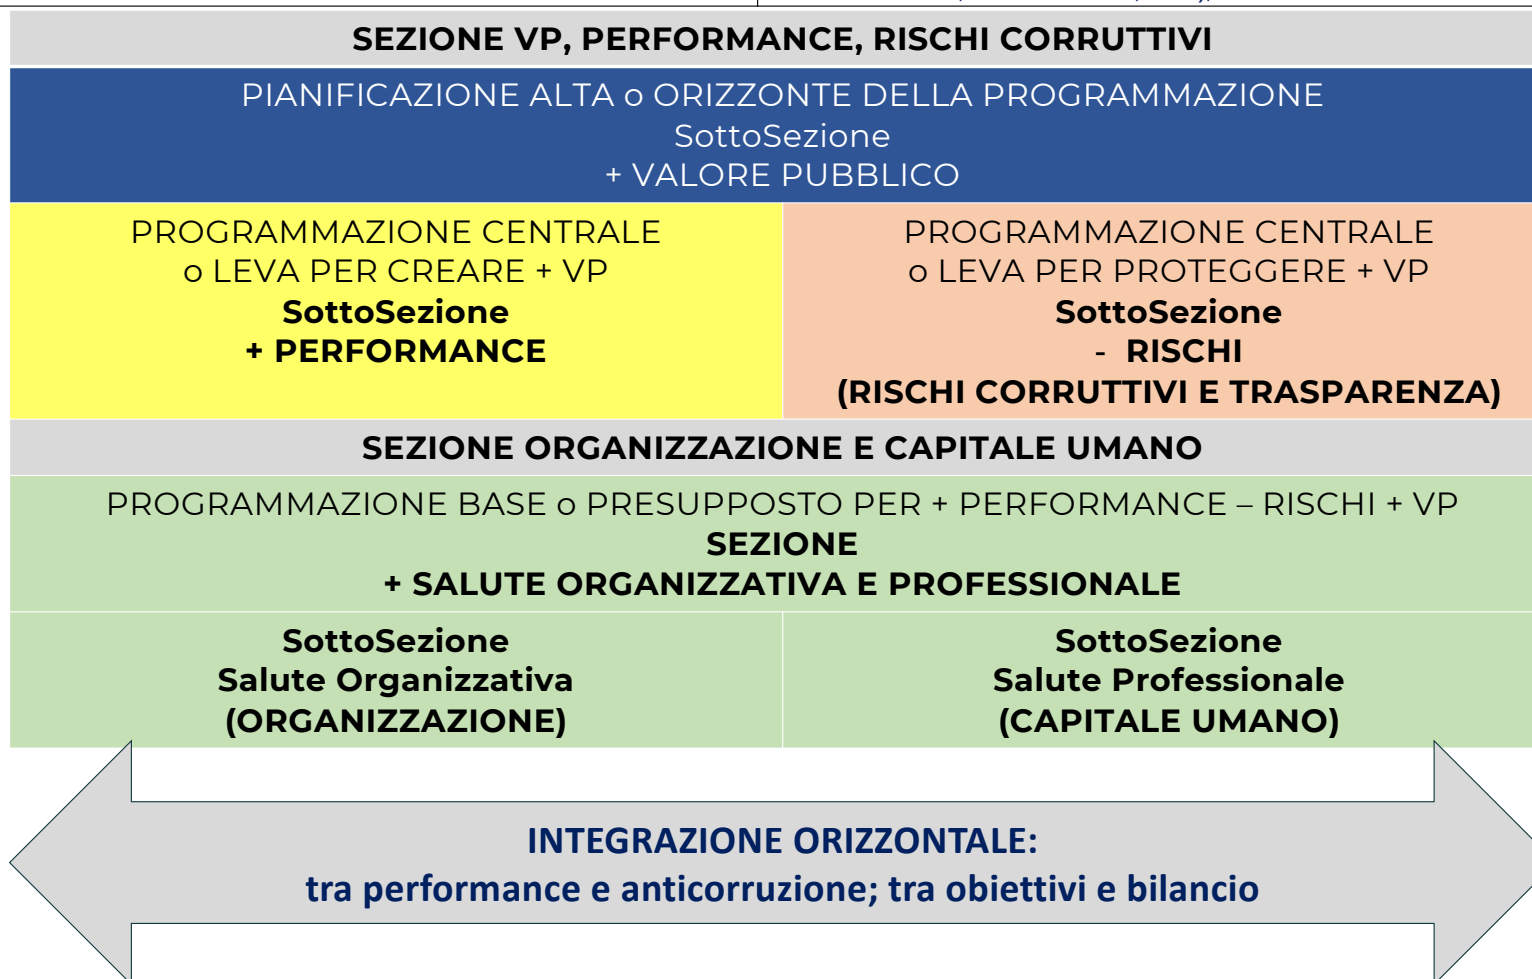 SEZIONE VP, PERFORMANCE, RISCHI CORRUTTIVI
PIANIFICAZIONE ALTA o ORIZZONTE DELLA PROGRAMMAZIONE
SottoSezione
+ VALORE PUBBLICO
PROGRAMMAZIONE CENTRALE
o LEVA PER CREARE + VP
SottoSezione
+ PERFORMANCE
PROGRAMMAZIONE CENTRALE
o LEVA PER PROTEGGERE + VP
SottoSezione
- RISCHI
(RISCHI CORRUTTIVI E TRASPARENZA)
SEZIONE ORGANIZZAZIONE E CAPITALE UMANO
PROGRAMMAZIONE BASE o PRESUPPOSTO PER + PERFORMANCE – RISCHI + VP
SEZIONE
+ SALUTE ORGANIZZATIVA E PROFESSIONALE
SottoSezione
Salute Organizzativa
(ORGANIZZAZIONE)
SottoSezione
Salute Professionale
(CAPITALE UMANO)
INTEGRAZIONE ORIZZONTALE:
tra performance e anticorruzione; tra obiettivi e bilancio